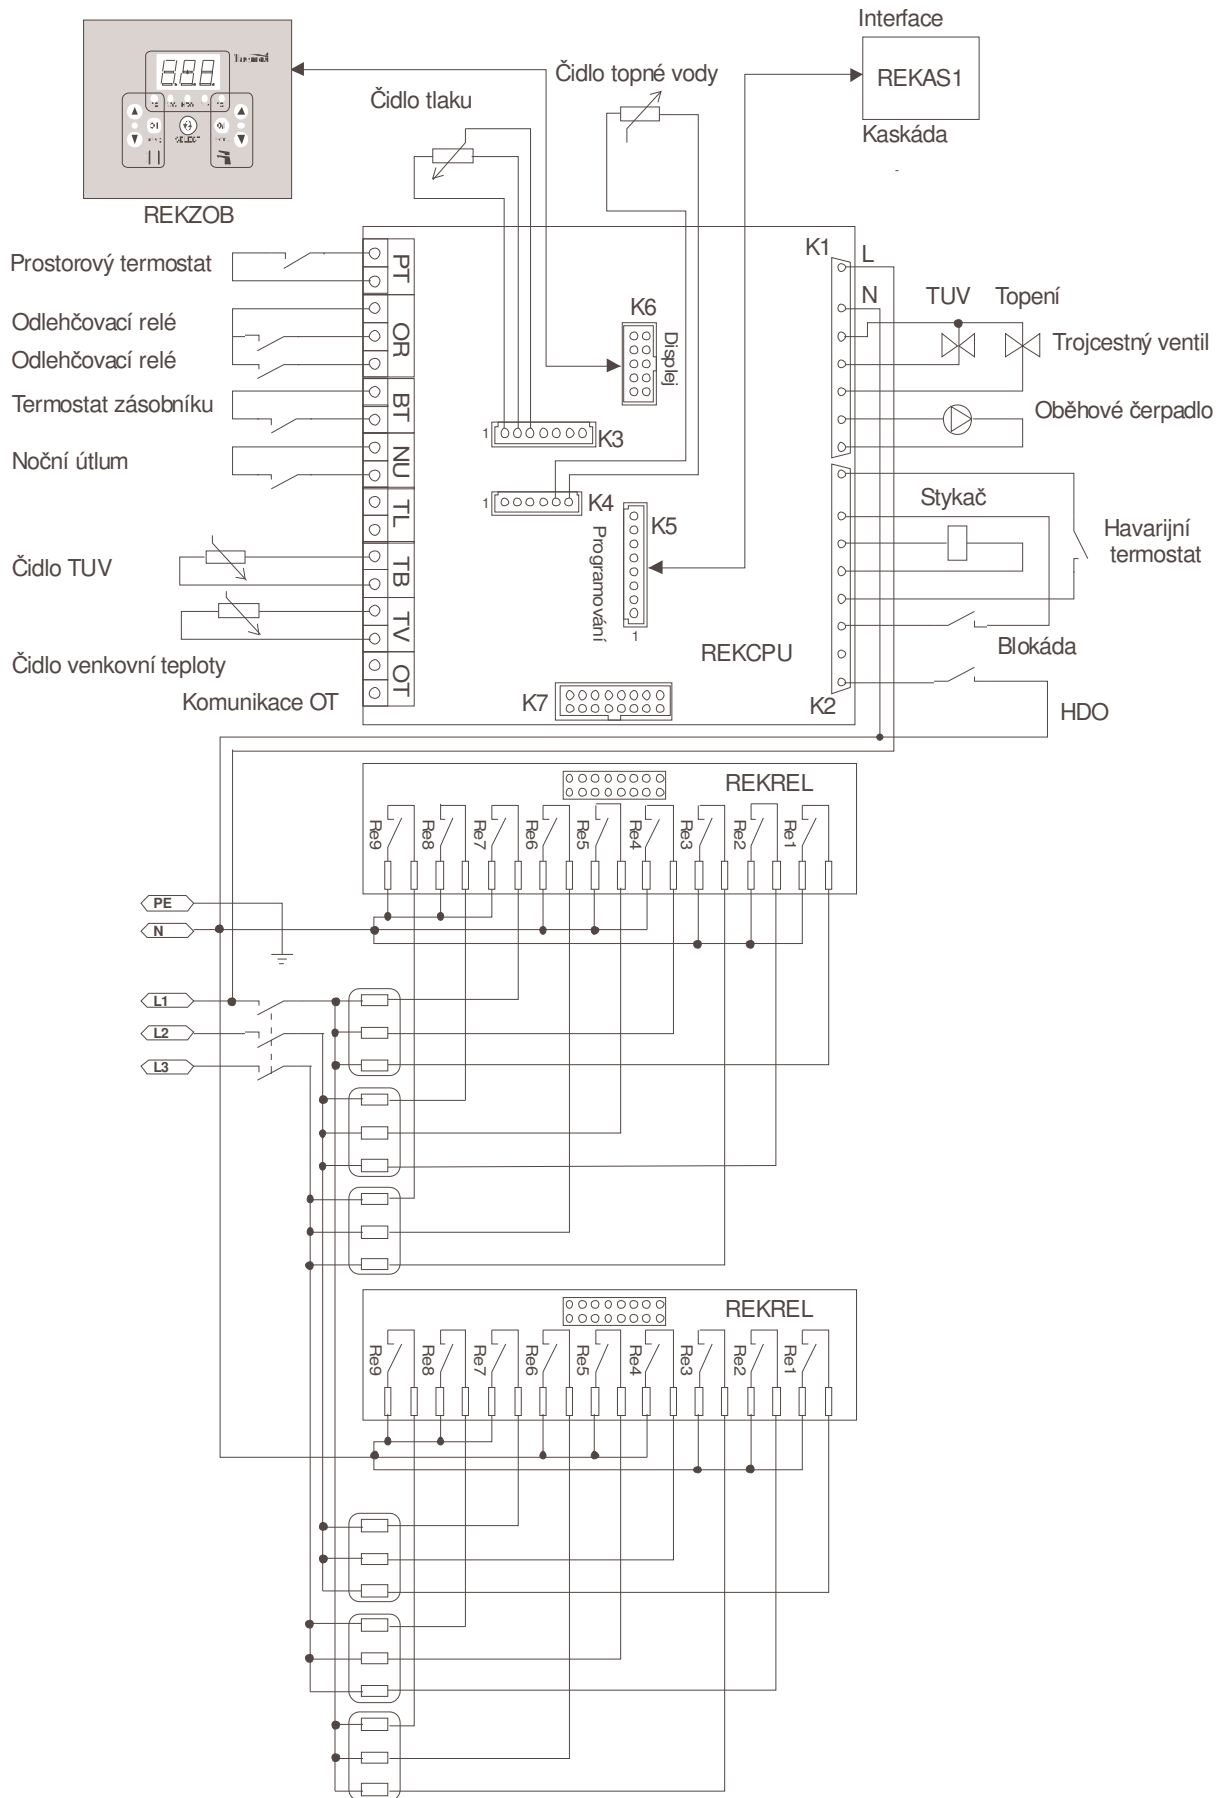 Interface
REKAS1
Kaskáda
Čidlo topné vody
Čidlo tlaku
SELECT
REKZOB
Prostorový termostat
Odlehčovací relé
Odlehčovací relé
Termostat zásobníku
Noční útlum
Čidlo TUV
Čidlo venkovní teploty
Komunikace OT
PT
OR
BT
NU
TL
TB
TV
OT
K6
Displej
1
K3
1
K4
K5
Programování
1
REKCPU
K7
K1
L
N
TUV
Topení
Trojcestný ventil
Oběhové čerpadlo
Stykač
Havarijní
termostat
Blokáda
K2
HDO
REKREL
Re9
Re8
Re7
Re6
Re5
Re4
Re3
Re2
Re1
PE
N
L1
L2
L3
REKREL
Re9
Re8
Re7
Re6
Re5
Re4
Re3
Re2
Re1